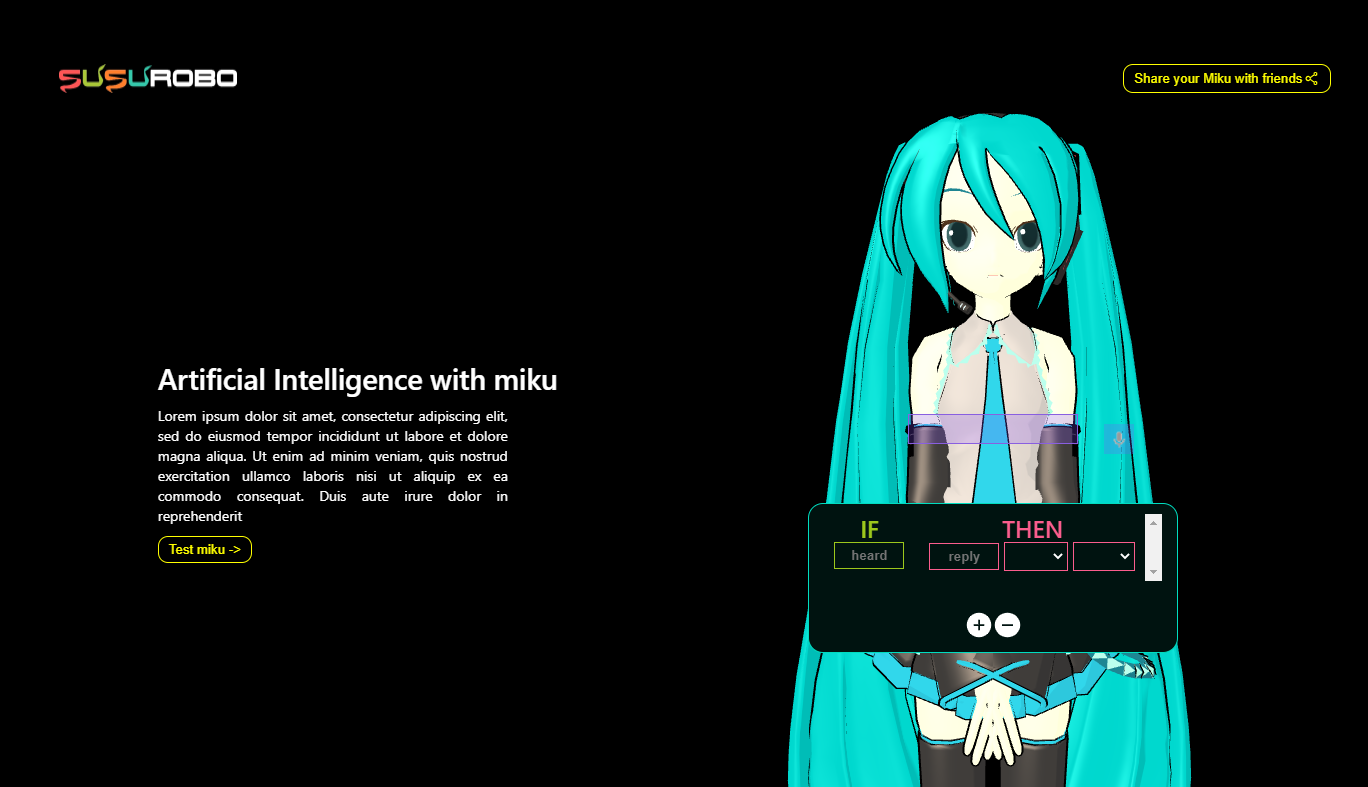 SUSUROBO
Share your Miku with friends
Artificial Intelligence with miku
Lorem ipsum dolor sit amet, consectetur adipiscing elit,
sed do eiusmod tempor incididunt ut labore et dolore
magna aliqua. Ut enim ad minim veniam, quis nostrud
exercitation ullamco laboris nisi ut aliquip ex ea
commodo consequat. Duis aute irure dolor in
reprehenderit
Test miku ->
IF THEN
heard reply